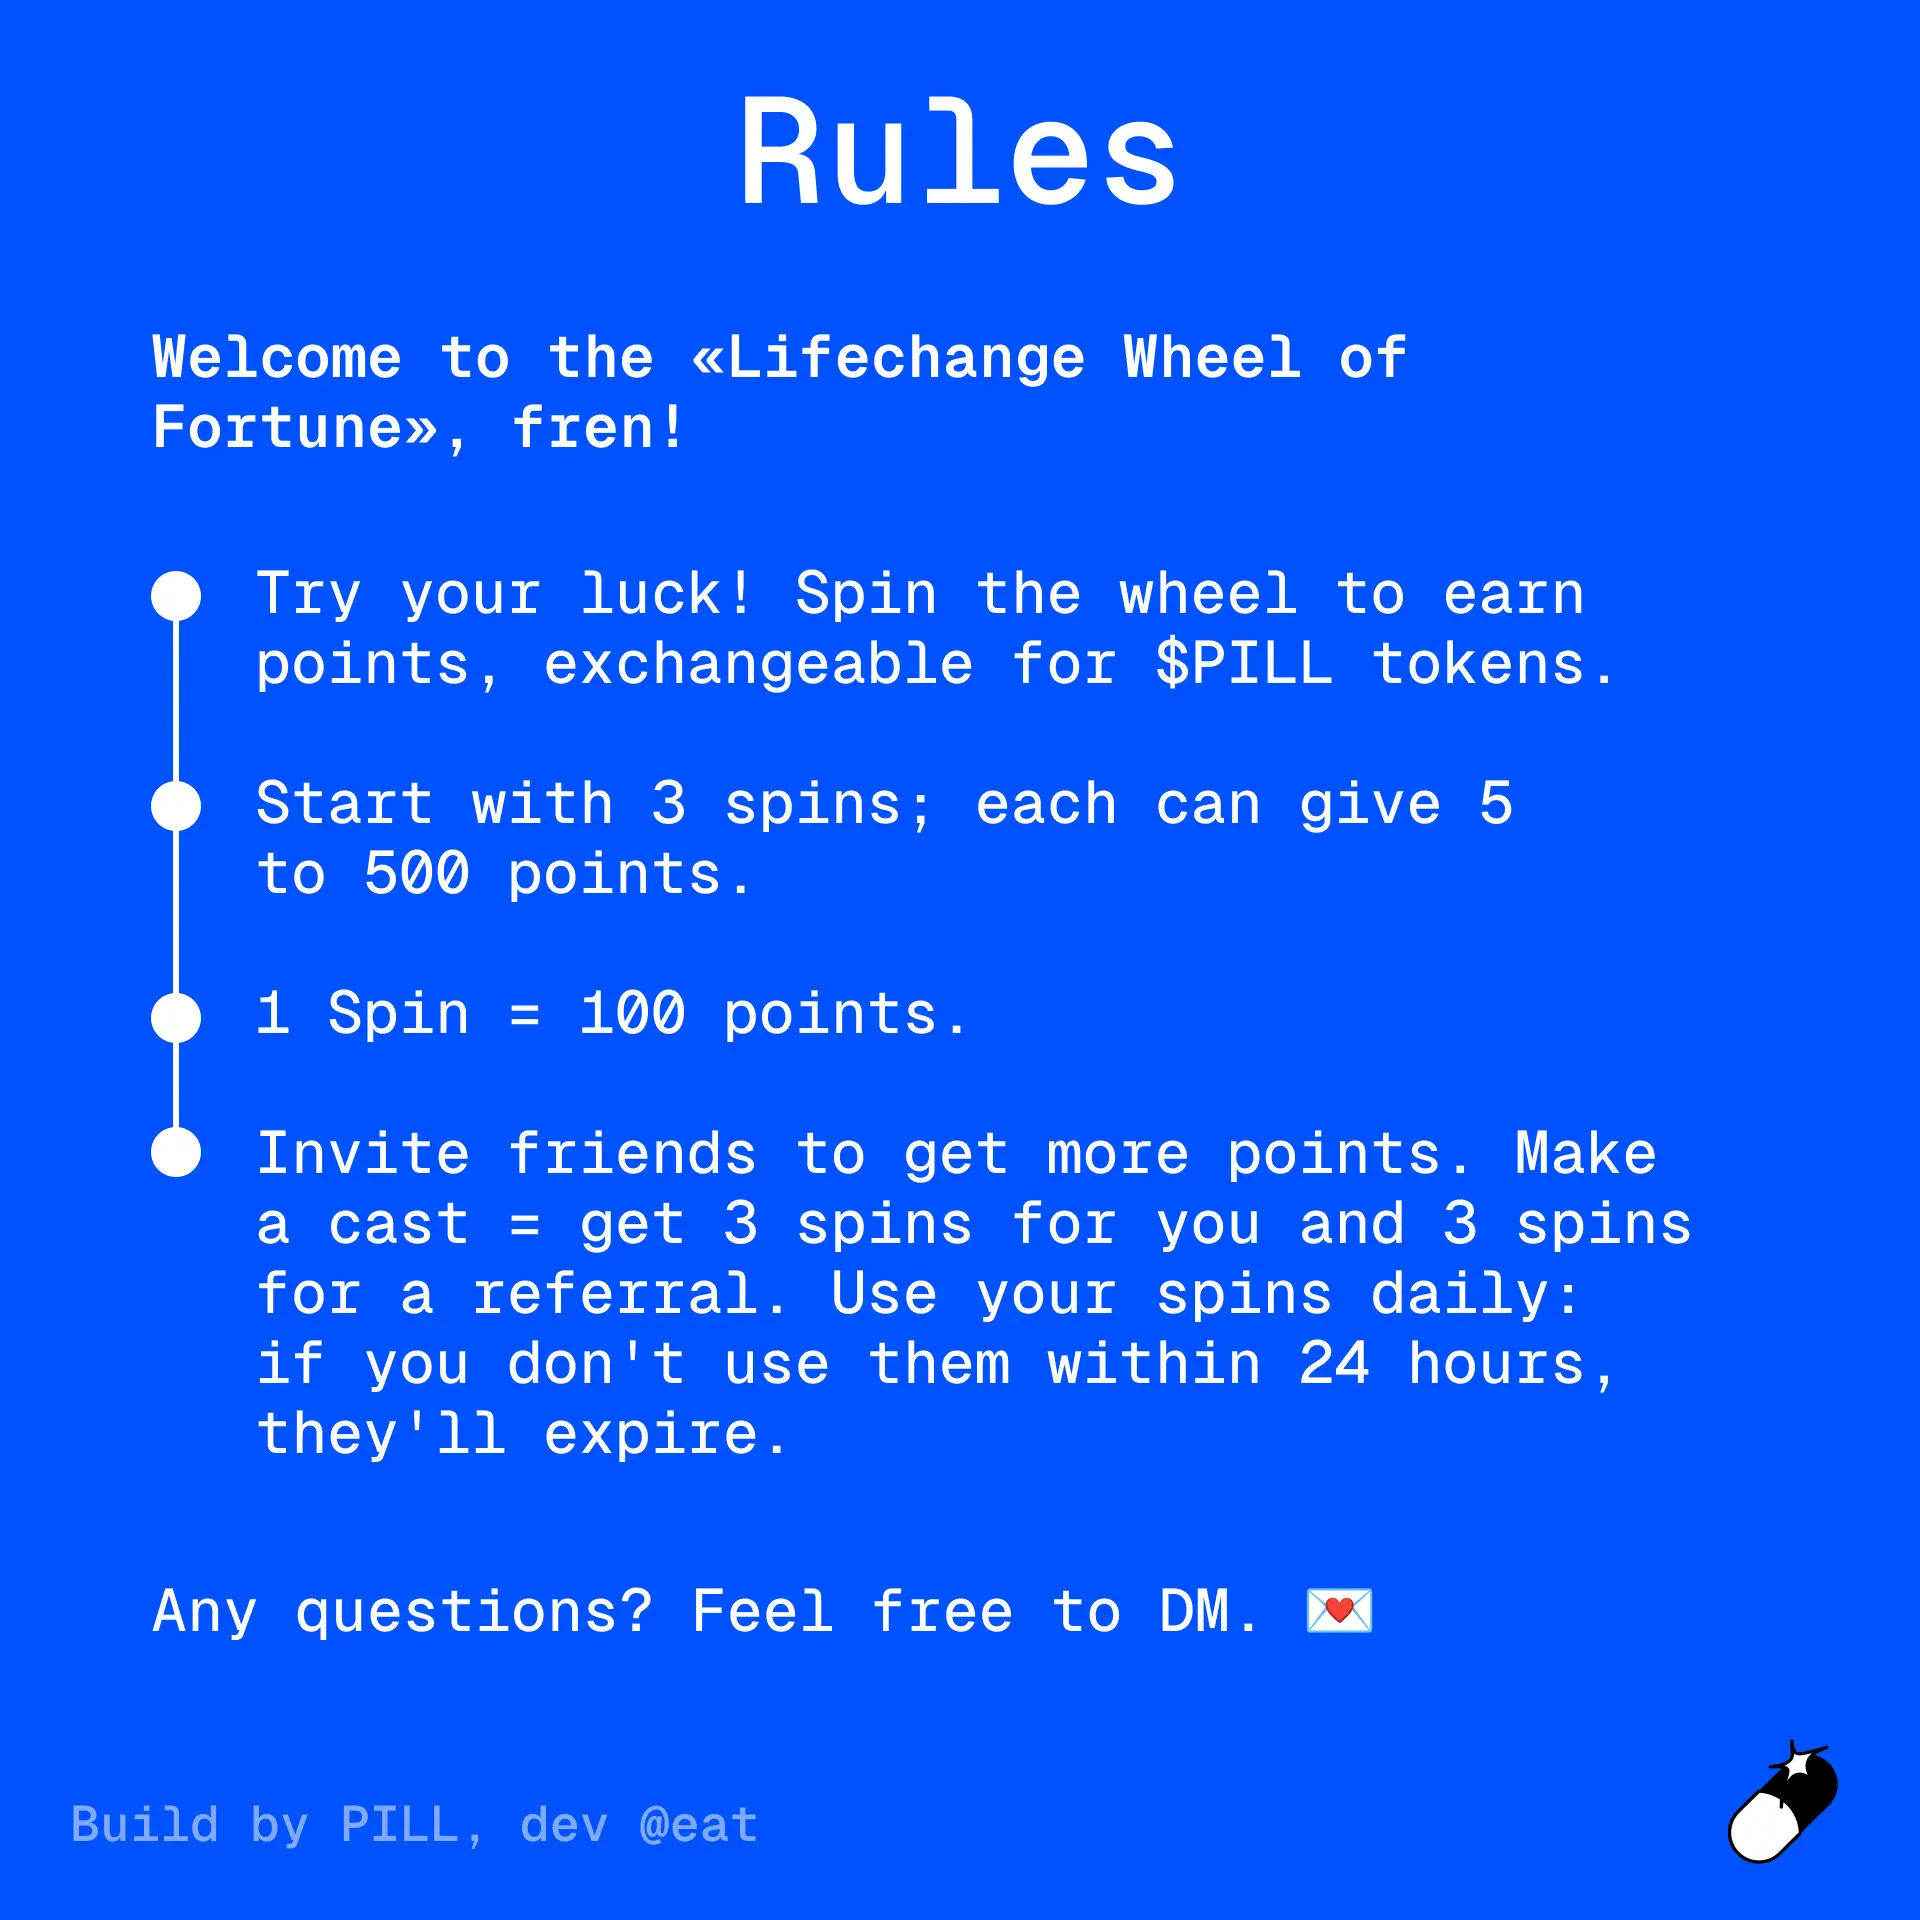 Rules
Welcome to the «Lifechange Wheel of
Fortune», fren!
Try your luck! Spin the wheel to earn
points, exchangeable for $PILL tokens.
Start with 3 spins; each can give 5
to 500 points.
1 Spin = 100 points.
Invite friends to get more points. Make
a cast = get 3 spins for you and 3 spins
for a referral. Use your spins daily:
if you don't use them within 24 hours,
they'll expire.
Any questions? Feel free to DM. 💌
Build by PILL, dev @eat